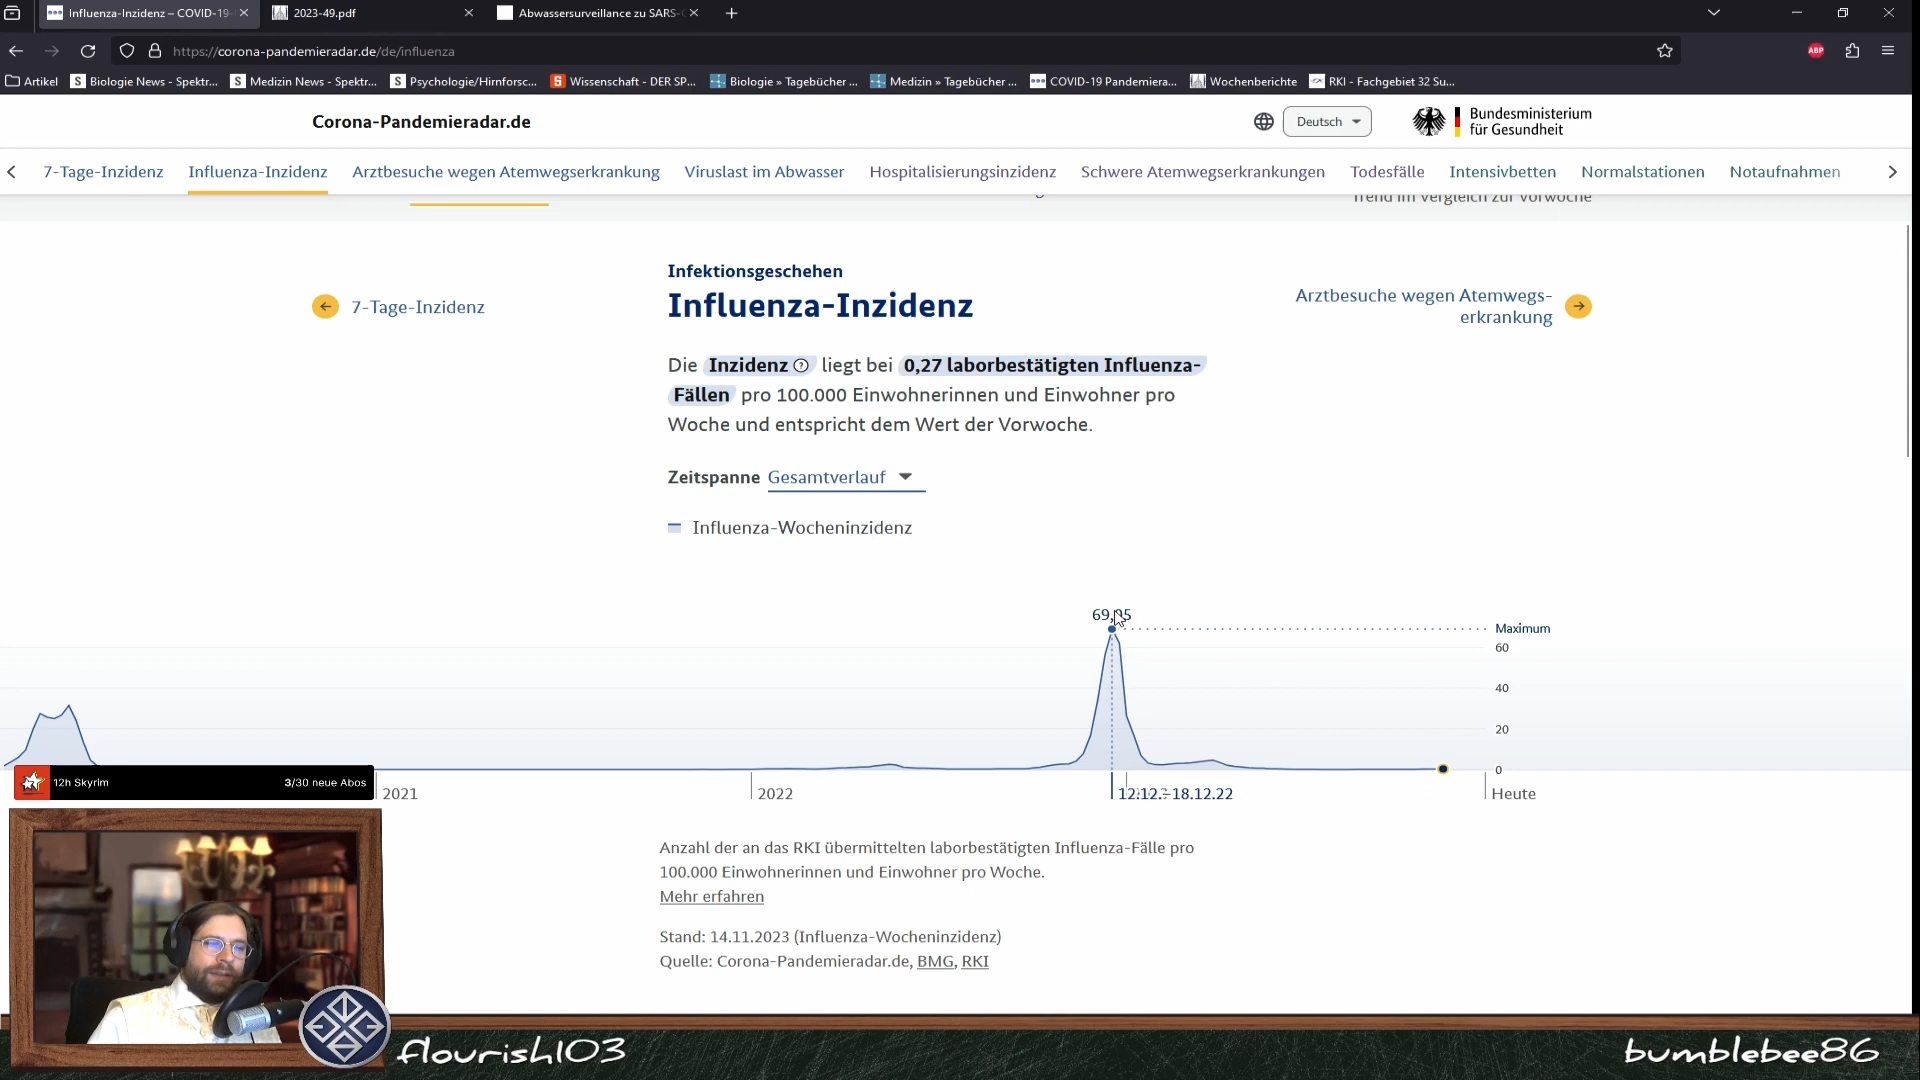 Influenza-Inzidenz – COVID-19-
2023-49.pdf
Abwassersurveillance zu SARS-
https://corona-pandemieradar.de/de/influenza
ABP
Artikel
Biologie News - Spektr...
Medizin News - Spektr...
Psychologie/Hirnforsc...
Wissenschaft - DER SP...
Biologie » Tagebücher ...
Medizin » Tagebücher ...
COVID-19 Pandemiera...
Wochenberichte
RKI - Fachgebiet 32 Su...
Corona-Pandemieradar.de
Deutsch
Bundesministerium
für Gesundheit
7-Tage-Inzidenz
Influenza-Inzidenz
Arztbesuche wegen Atemwegserkrankung
Viruslast im Abwasser
Hospitalisierungsinzidenz
Schwere Atemwegserkrankungen
Todesfälle
Intensivbetten
Normalstationen
Notaufnahmen
Trend im Vergleich zur Vorwoche
Infektionsgeschehen
7-Tage-Inzidenz
Influenza-Inzidenz
Arztbesuche wegen Atemwegs-
erkrankung
Die Inzidenz liegt bei 0,27 laborbestätigten Influenza-
Fällen pro 100.000 Einwohnerinnen und Einwohner pro
Woche und entspricht dem Wert der Vorwoche.
Zeitspanne Gesamtverlauf
Influenza-Wocheninzidenz
Maximum
60
40
20
0
2021
2022
12.12.–18.12.22
Heute
12h Skyrim
3/30 neue Abos
Anzahl der an das RKI übermittelten laborbestätigten Influenza-Fälle pro
100.000 Einwohnerinnen und Einwohner pro Woche.
Mehr erfahren
Stand: 14.11.2023 (Influenza-Wocheninzidenz)
Quelle: Corona-Pandemieradar.de, BMG, RKI
flourish103
bumblebee86